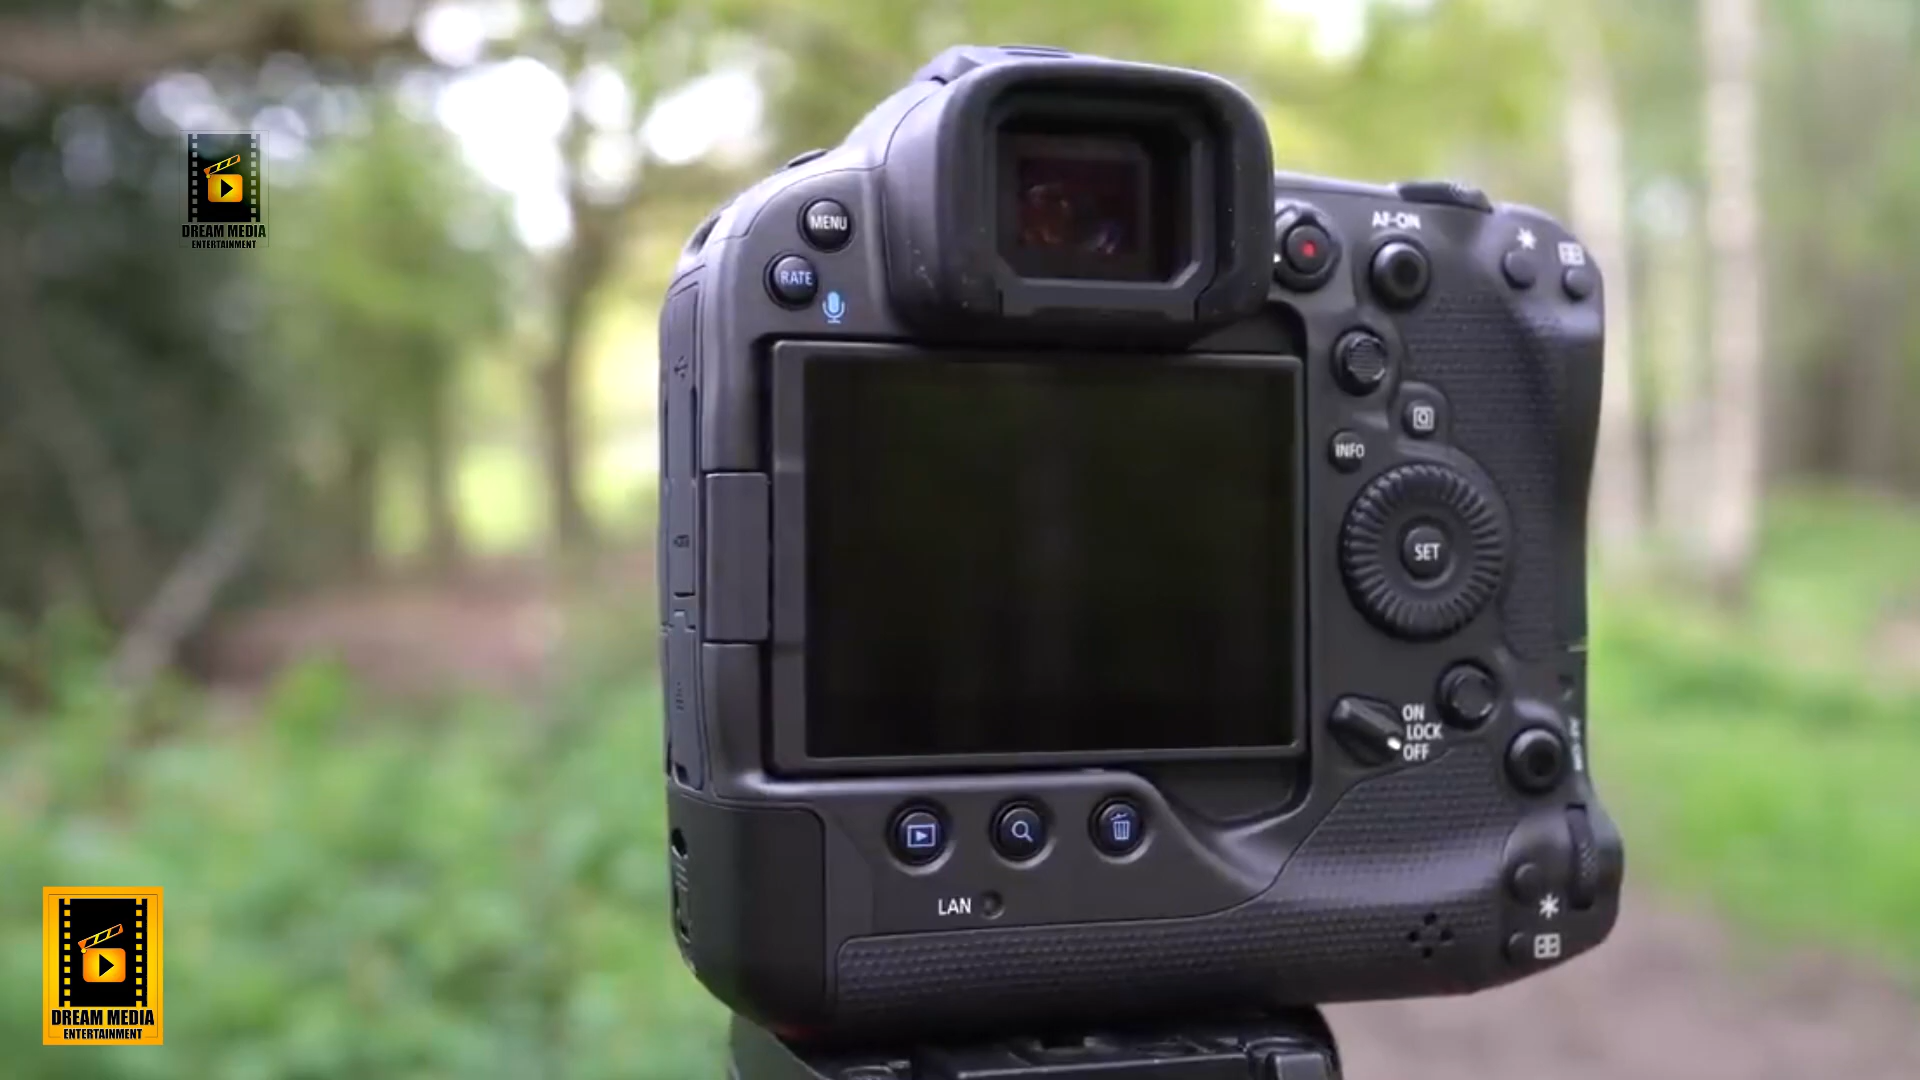 DREAM MEDIA
ENTERTAINMENT
MENU
RATE
AF-ON
INFO
Q
SET
ON
LOCK
OFF
LAN
DREAM MEDIA
ENTERTAINMENT